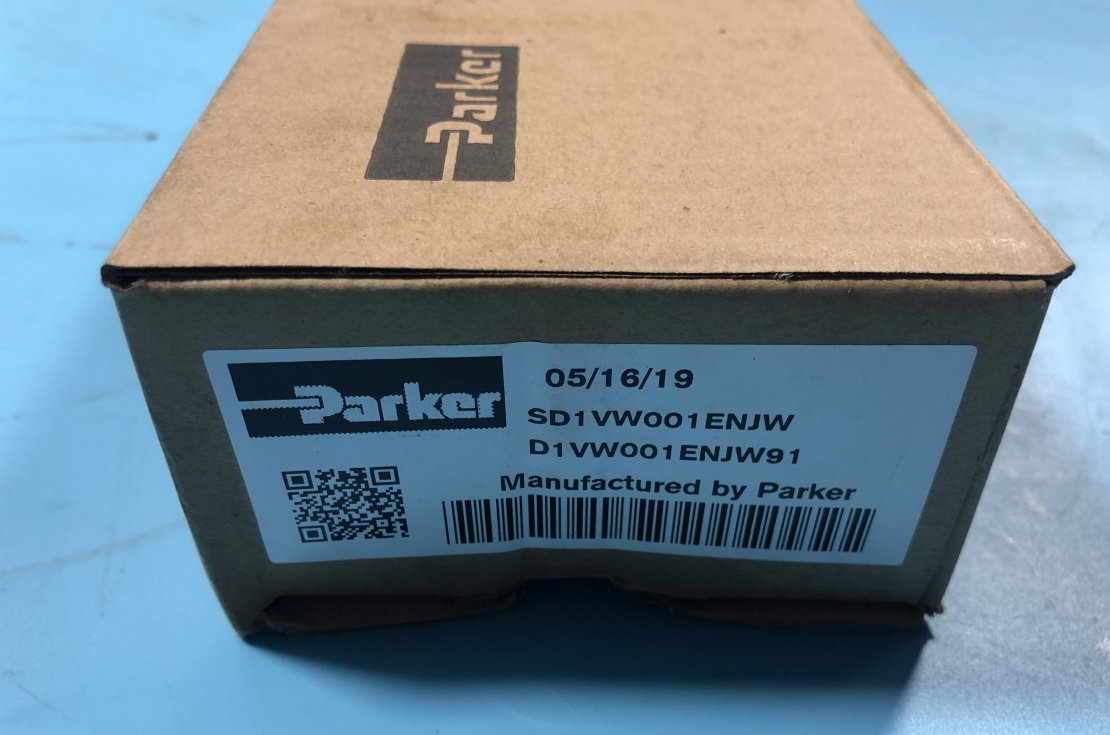 Parker
Parker
05/16/19
SD1VW001ENJW
D1VW001ENJW91
Manufactured by Parker